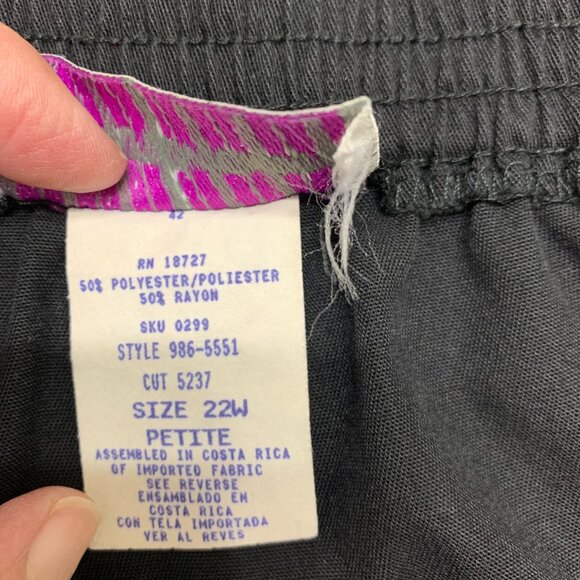 42
RN 18727
50% POLYESTER/POLIESTER
50% RAYON
SKU 0299
STYLE 986-5551
CUT 5237
SIZE 22W
PETITE
ASSEMBLED IN COSTA RICA
OF IMPORTED FABRIC
SEE REVERSE
ENSAMBLADO EN
COSTA RICA
CON TELA IMPORTADA
VER AL REVES